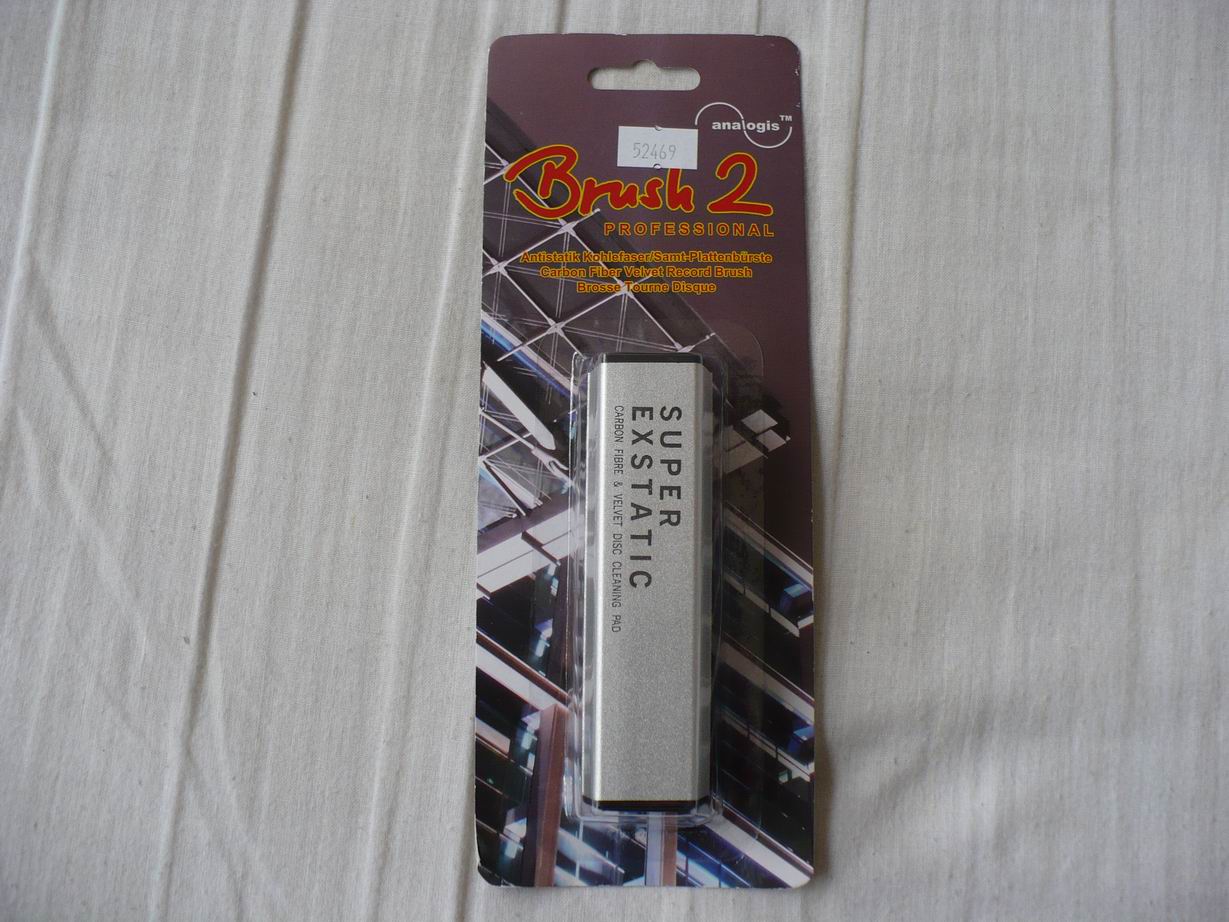 analogis™
52469
Brush 2
PROFESSIONAL
Antistatik Kohlefaser/Samt-Plattenbürste
Carbon Fiber Velvet Record Brush
Brosse Tourne Disque
SUPER
EXSTATIC
CARBON FIBRE & VELVET DISC CLEANING PAD